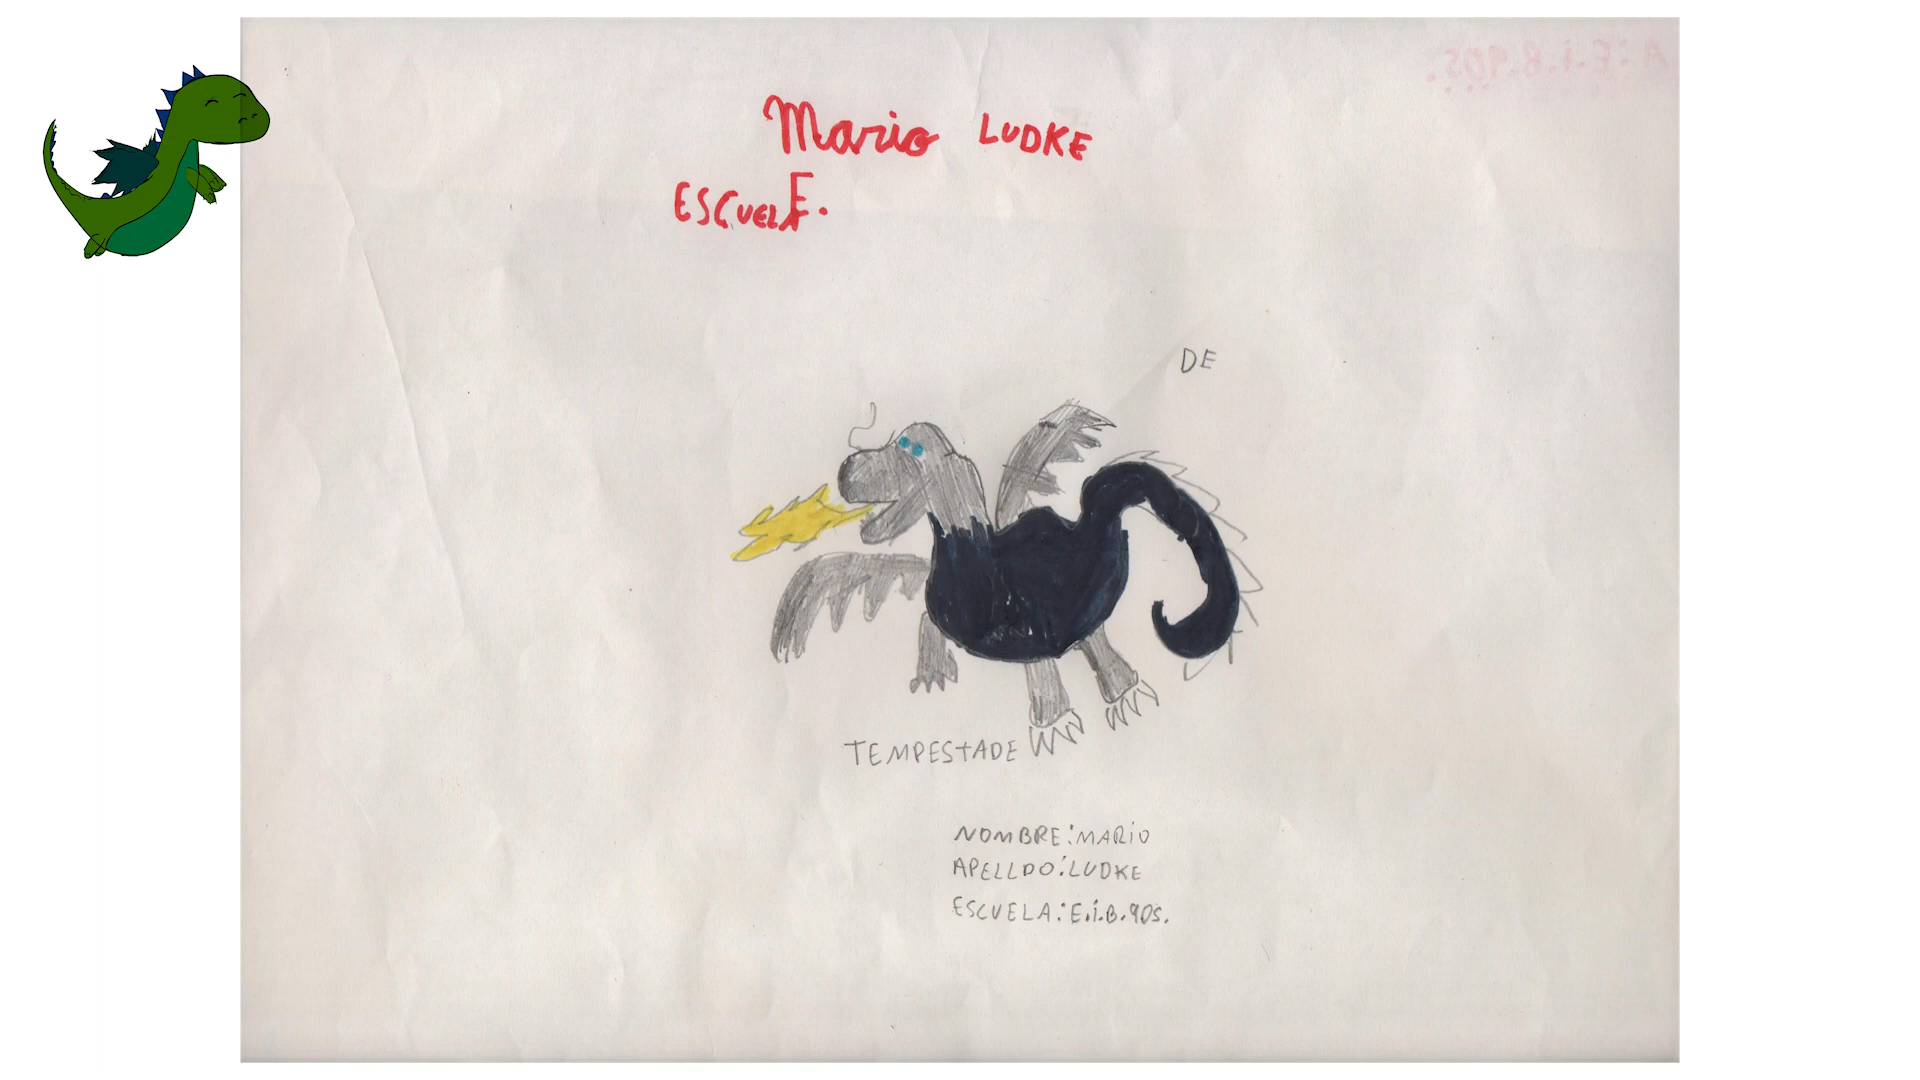 Mario LUDKE
ESCUELA E.
DE
TEMPESTADE
NOMBRE:MARIO
APELLDO:LUDKE
ESCUELA:E.i.B.905.